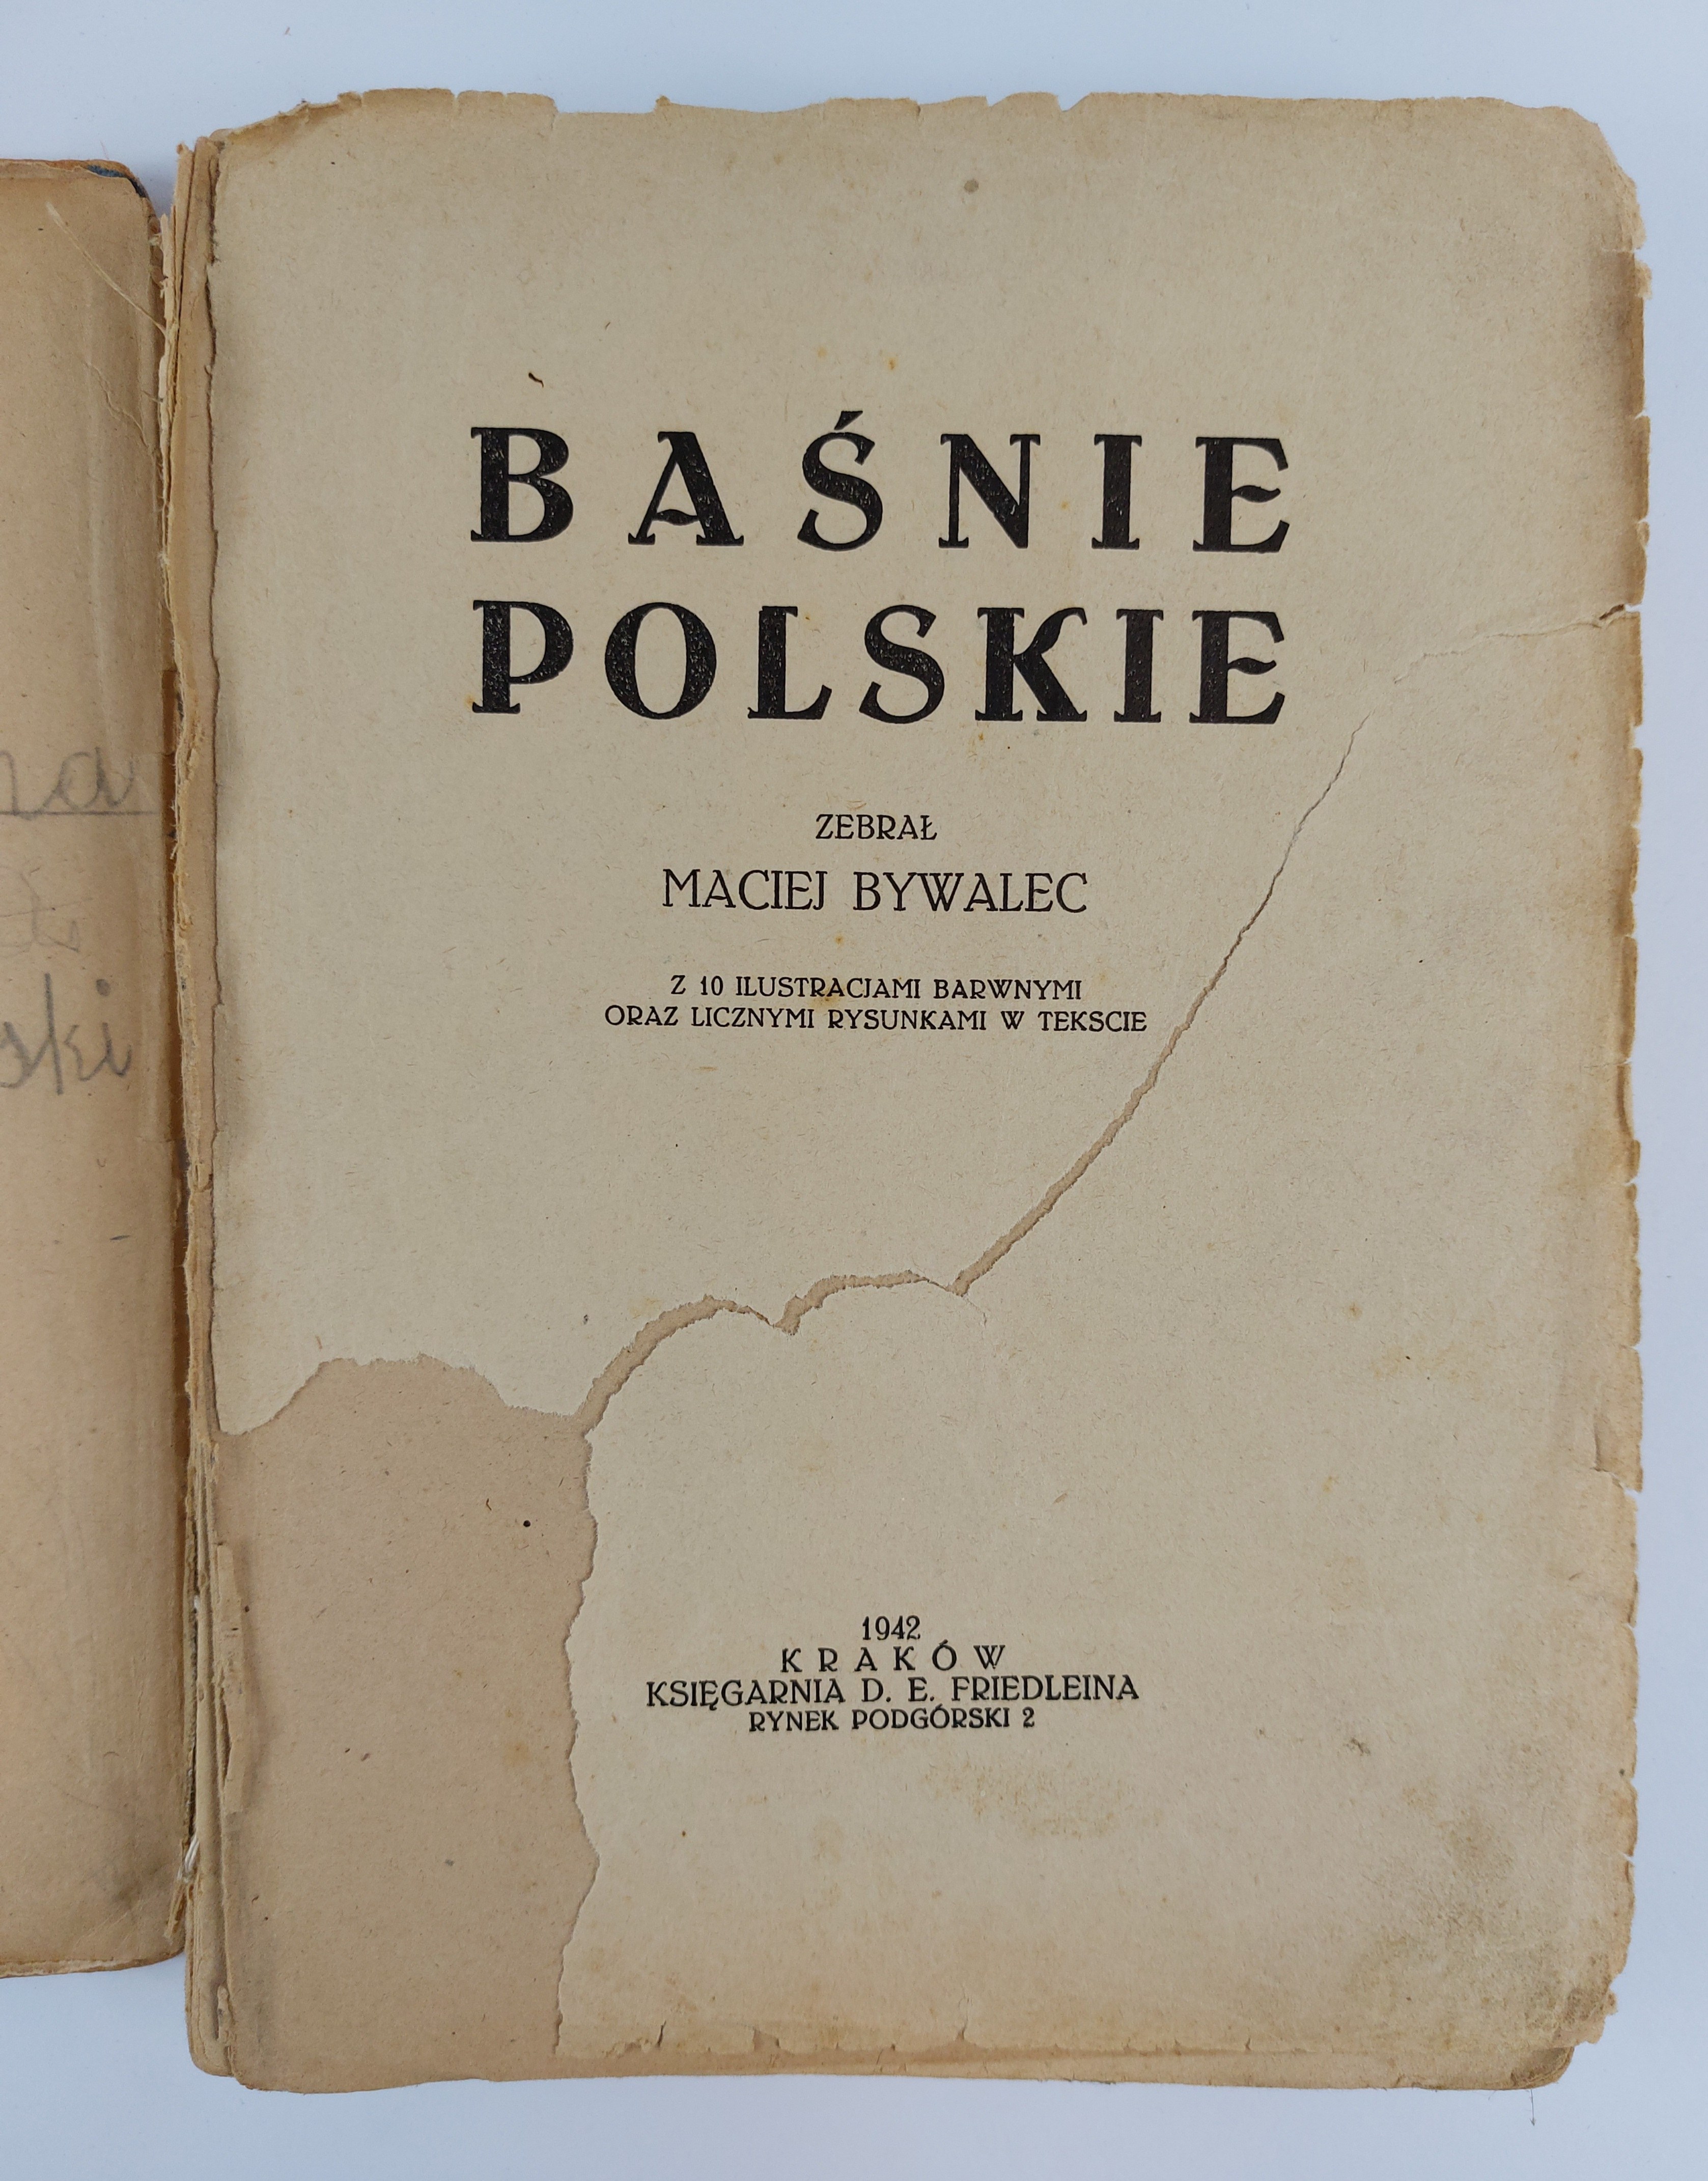 BAŚNIE
POLSKIE
ZEBRAŁ
MACIEJ BYWALEC
Z 10 ILUSTRACJAMI BARWNYMI
ORAZ LICZNYMI RYSUNKAMI W TEKSCIE
1942
KRAKÓW
KSIĘGARNIA D. E. FRIEDLEINA
RYNEK PODGÓRSKI 2